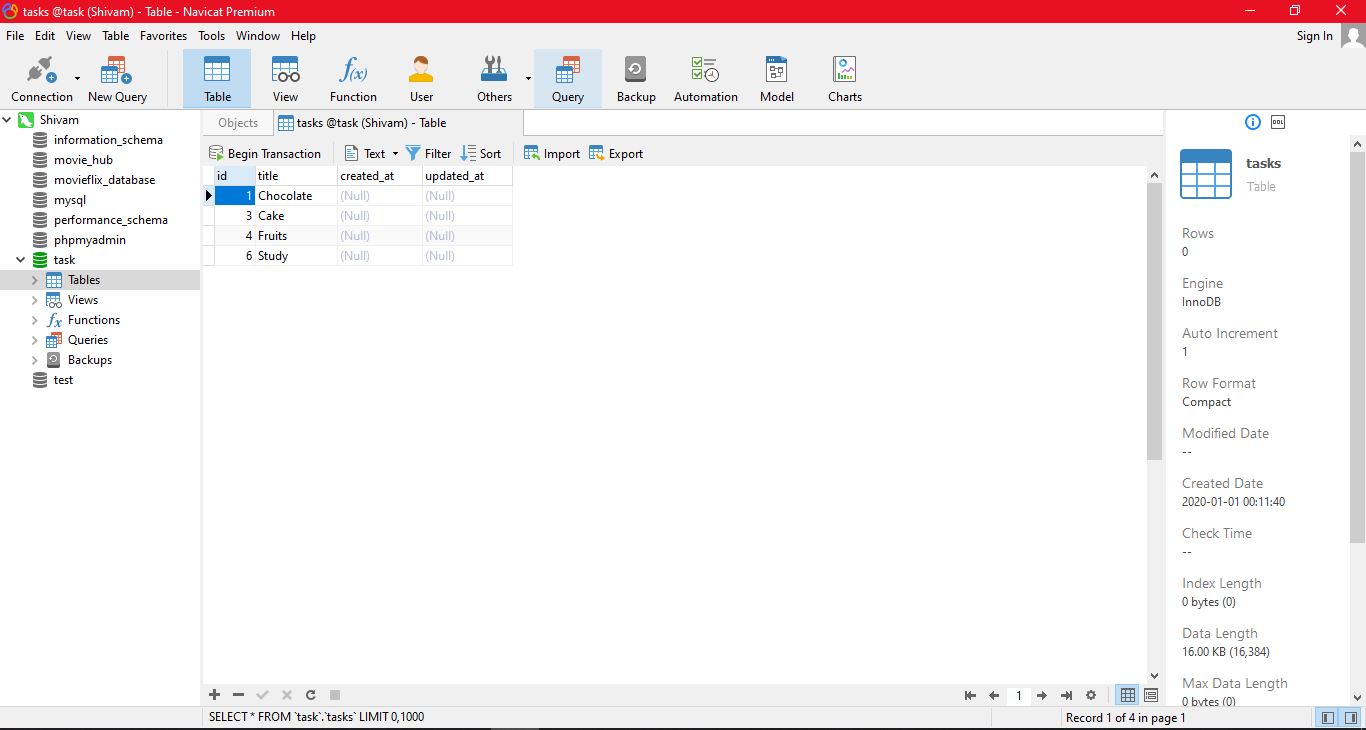 tasks @task (Shivam) - Table - Navicat Premium
File Edit View Table Favorites Tools Window Help
Sign In
Connection New Query Table View Function User Others Query Backup Automation Model Charts
Shivam
information_schema
movie_hub
movieflix_database
mysql
performance_schema
phpmyadmin
task
Tables
Views
Functions
Queries
Backups
test
Objects tasks @task (Shivam) - Table
Begin Transaction Text Filter Sort Import Export
id title created_at updated_at
1 Chocolate (Null) (Null)
3 Cake (Null) (Null)
4 Fruits (Null) (Null)
6 Study (Null) (Null)
1
SELECT * FROM `task`.`tasks` LIMIT 0,1000
Record 1 of 4 in page 1
DDL
tasks
Table
Rows
0
Engine
InnoDB
Auto Increment
1
Row Format
Compact
Modified Date
--
Created Date
2020-01-01 00:11:40
Check Time
--
Index Length
0 bytes (0)
Data Length
16.00 KB (16,384)
Max Data Length
0 bytes (0)